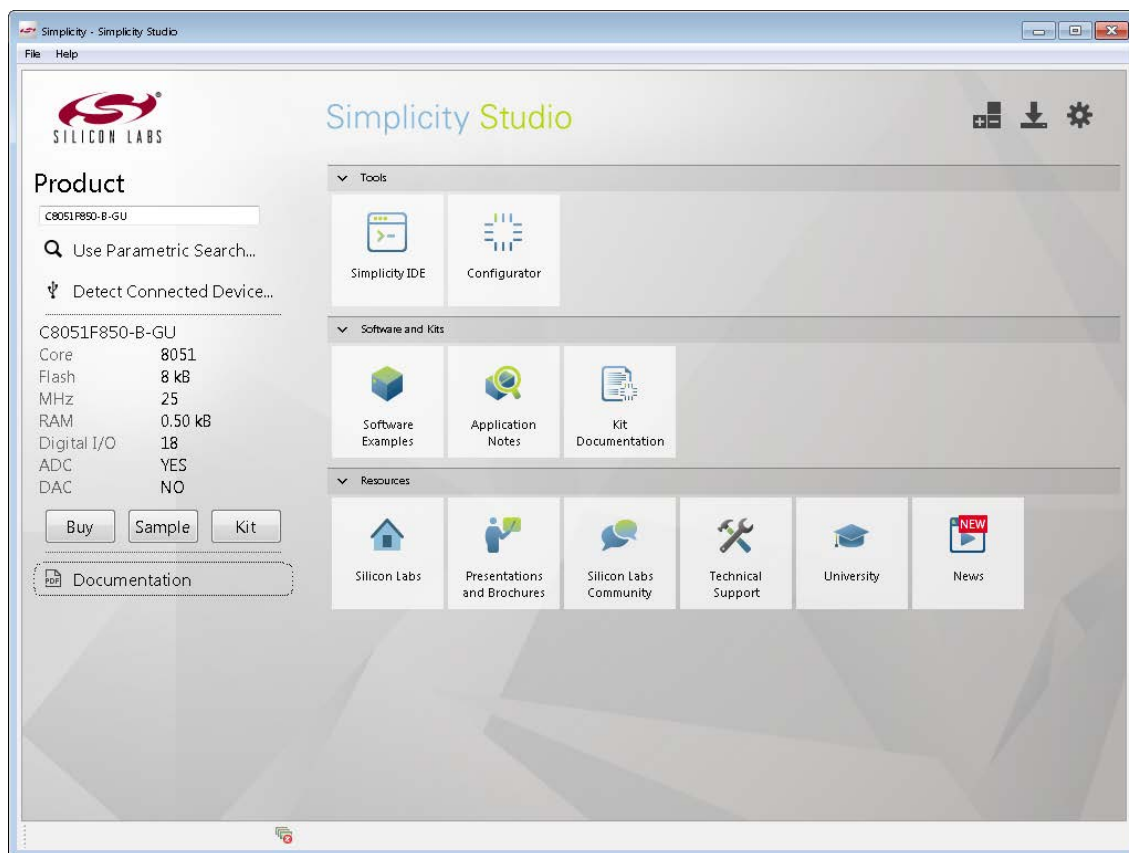 Simplicity - Simplicity Studio
File Help
SILICON LABS
Simplicity Studio
Product
C8051F850-B-GU
Use Parametric Search...
Detect Connected Device...
C8051F850-B-GU
Core 8051
Flash 8 kB
MHz 25
RAM 0.50 kB
Digital I/O 18
ADC YES
DAC NO
Buy Sample Kit
PDF Documentation
Tools
Simplicity IDE
Configurator
Software and Kits
Software
Examples
Application
Notes
Kit
Documentation
Resources
Silicon Labs
Presentations
and Brochures
Silicon Labs
Community
Technical
Support
University
NEW
News